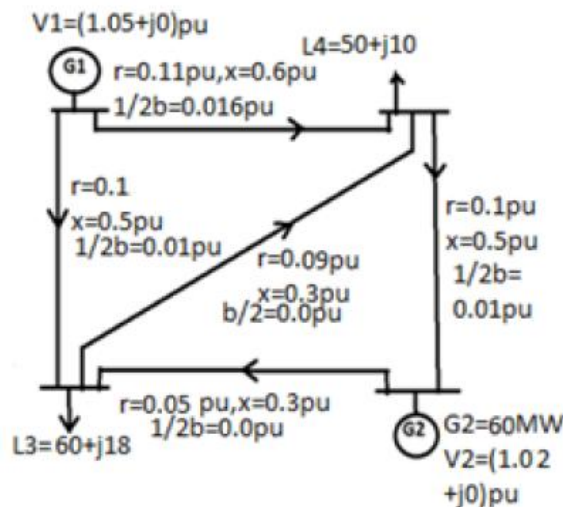 V1=(1.05+j0)pu
G1
r=0.11pu,x=0.6pu
1/2b=0.016pu
L4=50+j10
r=0.1
x=0.5pu
1/2b=0.01pu
r=0.09pu
x=0.3pu
b/2=0.0pu
r=0.1pu
x=0.5pu
1/2b=
0.01pu
r=0.05 pu,x=0.3pu
1/2b=0.0pu
L3=60+j18
G2
G2=60MW
V2=(1.02
+j0)pu